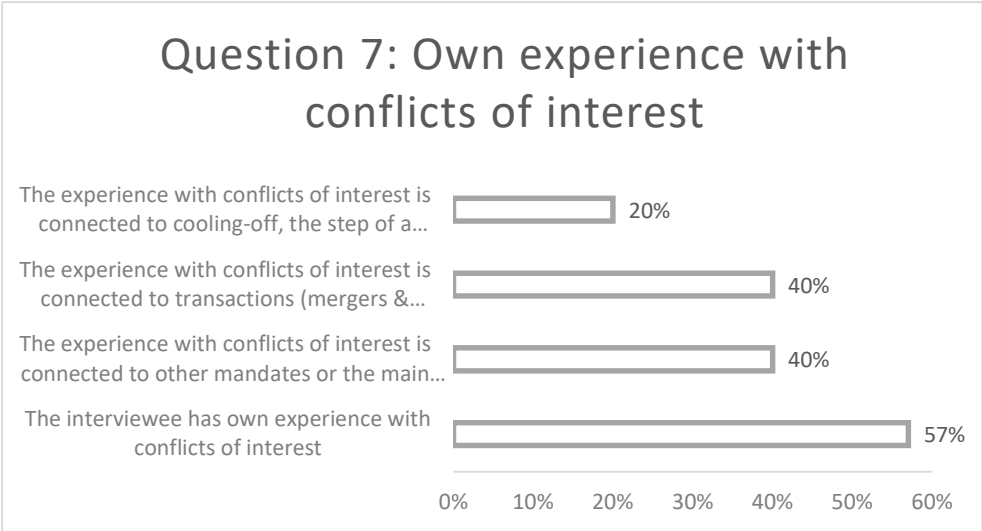 Question 7: Own experience with
conflicts of interest
The experience with conflicts of interest is
connected to cooling-off, the step of a...
20%
The experience with conflicts of interest is
connected to transactions (mergers &...
40%
The experience with conflicts of interest is
connected to other mandates or the main...
40%
The interviewee has own experience with
conflicts of interest
57%
0% 10% 20% 30% 40% 50% 60%